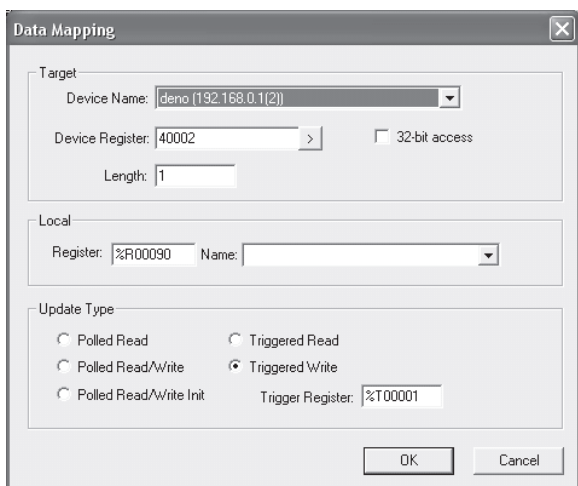 Data Mapping
Target
Device Name: deno (192.168.0.1(2))
Device Register: 40002 > 32-bit access
Length: 1
Local
Register: %R00090 Name:
Update Type
Polled Read Triggered Read
Polled Read/Write Triggered Write
Polled Read/Write Init Trigger Register: %T00001
OK Cancel